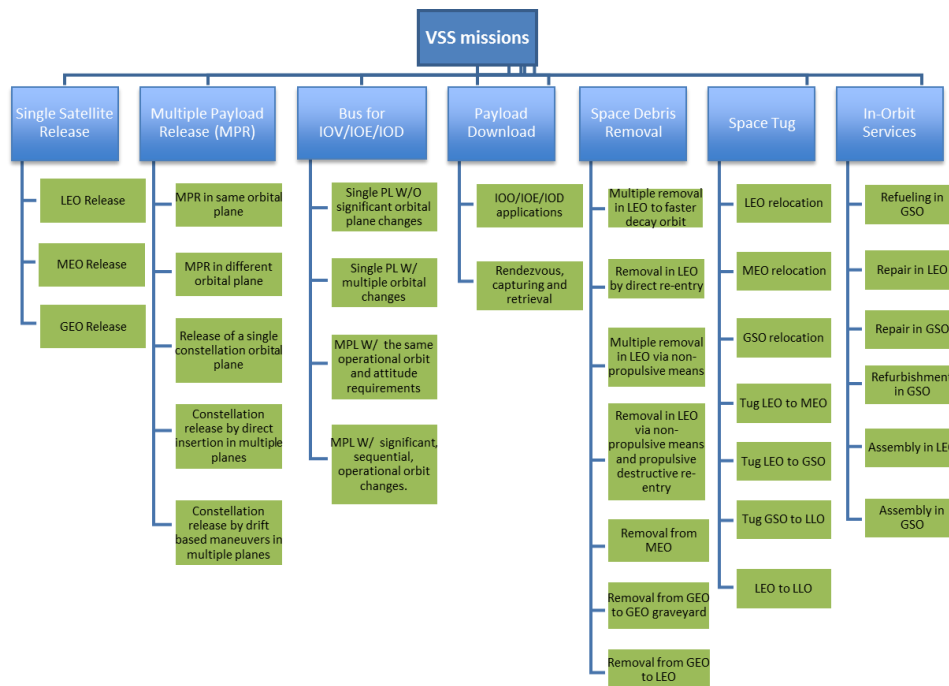 VSS missions
Single Satellite
Release
LEO Release
MEO Release
GEO Release
Multiple Payload
Release (MPR)
MPR in same orbital
plane
MPR in different
orbital plane
Release of a single
constellation orbital
plane
Constellation
release by direct
insertion in multiple
planes
Constellation
release by drift
based maneuvers in
multiple planes
Bus for
IOV/IOE/IOD
Single PL W/O
significant orbital
plane changes
Single PL W/
multiple orbital
changes
MPL W/ the same
operational orbit
and attitude
requirements
MPL W/ significant,
sequential,
operational orbit
changes.
Payload
Download
IOO/IOE/IOD
applications
Rendezvous,
capturing and
retrieval
Space Debris
Removal
Multiple removal
in LEO to faster
decay orbit
Removal in LEO
by direct re-entry
Multiple removal
in LEO via non-
propulsive means
Removal in LEO
via non-
propulsive means
and propulsive
destructive re-
entry
Removal from
MEO
Removal from GEO
to GEO graveyard
Removal from GEO
to LEO
Space Tug
LEO relocation
MEO relocation
GSO relocation
Tug LEO to MEO
Tug LEO to GSO
Tug GSO to LLO
LEO to LLO
In-Orbit
Services
Refueling in
GSO
Repair in LEO
Repair in GSO
Refurbishment
in GSO
Assembly in LEO
Assembly in
GSO